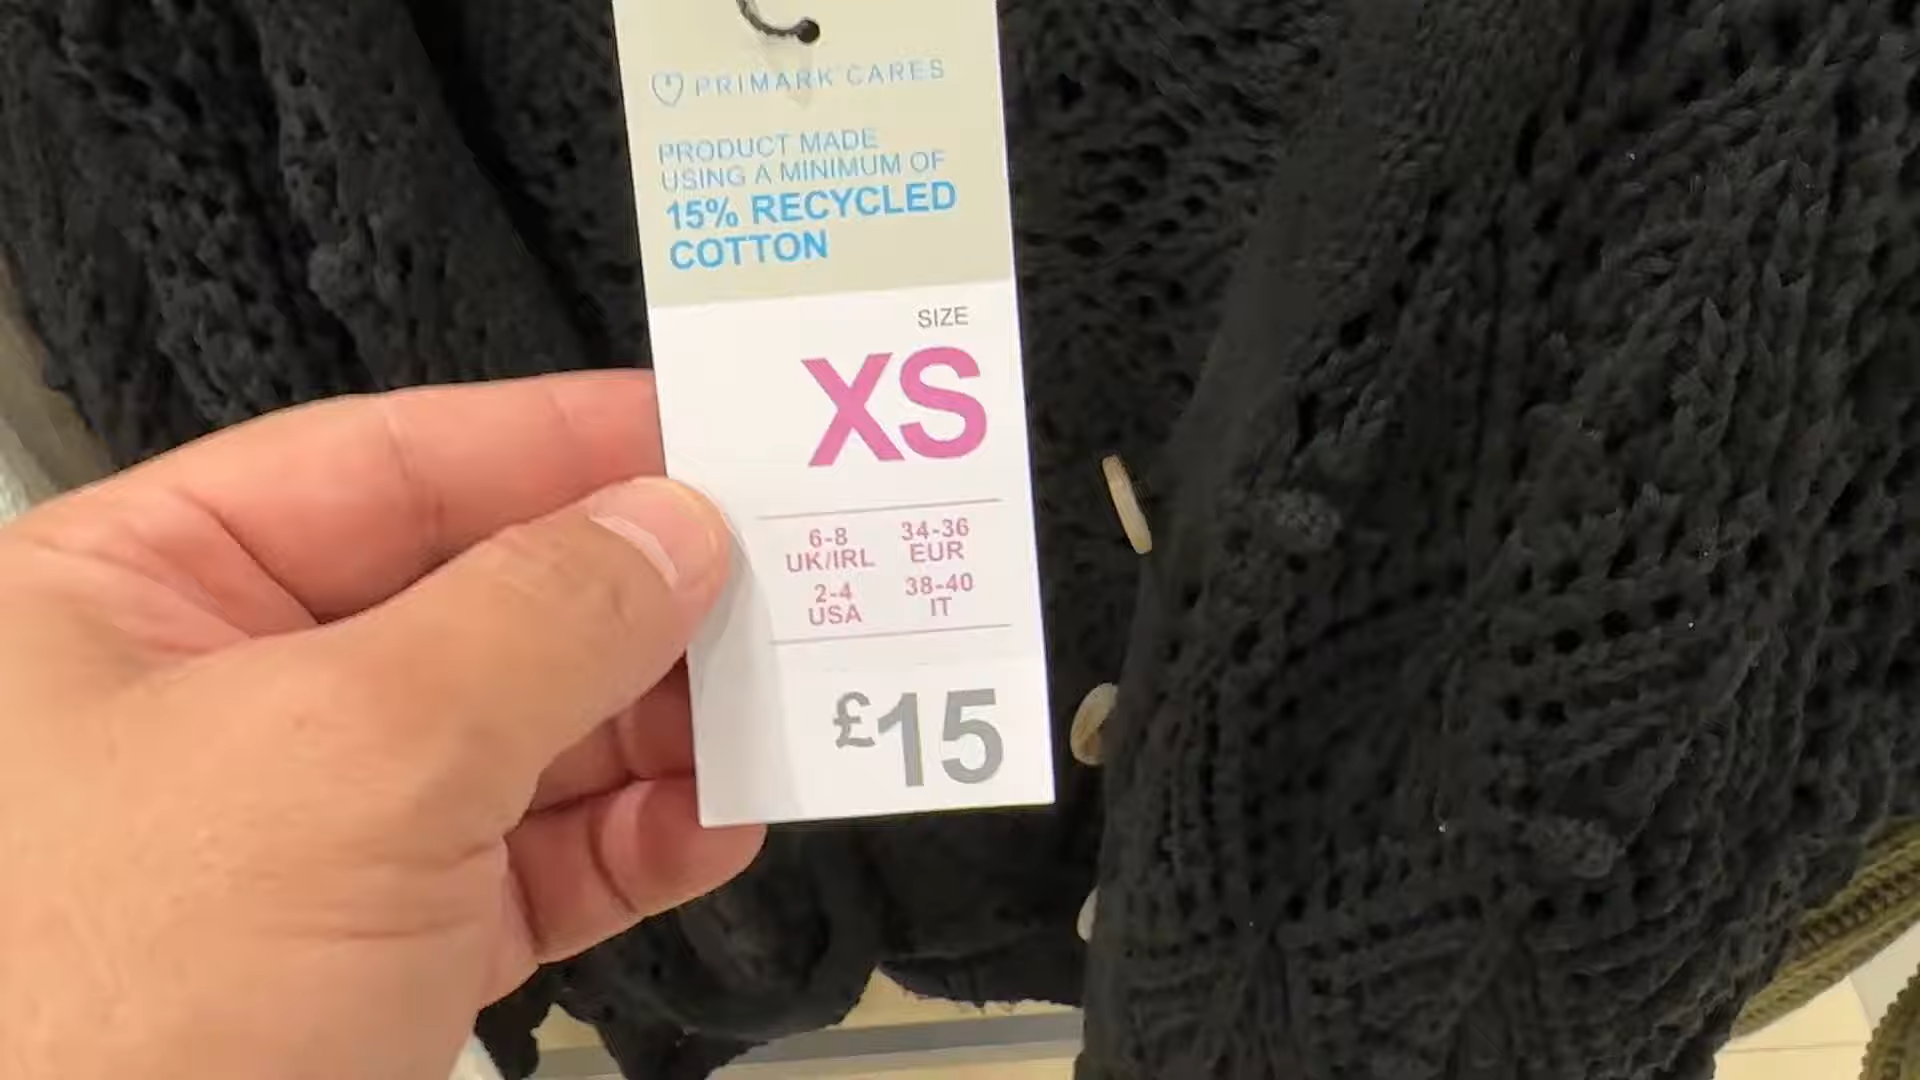 PRIMARK CARES
PRODUCT MADE
USING A MINIMUM OF
15% RECYCLED
COTTON
SIZE
XS
6-8 34-36
UK/IRL EUR
2-4 38-40
USA IT
£15